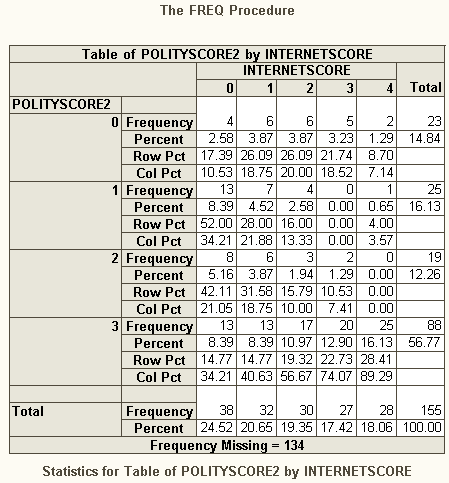 The FREQ Procedure
Table of POLITYSCORE2 by INTERNETSCORE
INTERNETSCORE
0 1 2 3 4 Total
POLITYSCORE2
0 Frequency 4 6 6 5 2 23
Percent 2.58 3.87 3.87 3.23 1.29 14.84
Row Pct 17.39 26.09 26.09 21.74 8.70
Col Pct 10.53 18.75 20.00 18.52 7.14
1 Frequency 13 7 4 0 1 25
Percent 8.39 4.52 2.58 0.00 0.65 16.13
Row Pct 52.00 28.00 16.00 0.00 4.00
Col Pct 34.21 21.88 13.33 0.00 3.57
2 Frequency 8 6 3 2 0 19
Percent 5.16 3.87 1.94 1.29 0.00 12.26
Row Pct 42.11 31.58 15.79 10.53 0.00
Col Pct 21.05 18.75 10.00 7.41 0.00
3 Frequency 13 13 17 20 25 88
Percent 8.39 8.39 10.97 12.90 16.13 56.77
Row Pct 14.77 14.77 19.32 22.73 28.41
Col Pct 34.21 40.63 56.67 74.07 89.29
Total Frequency 38 32 30 27 28 155
Percent 24.52 20.65 19.35 17.42 18.06 100.00
Frequency Missing = 134
Statistics for Table of POLITYSCORE2 by INTERNETSCORE